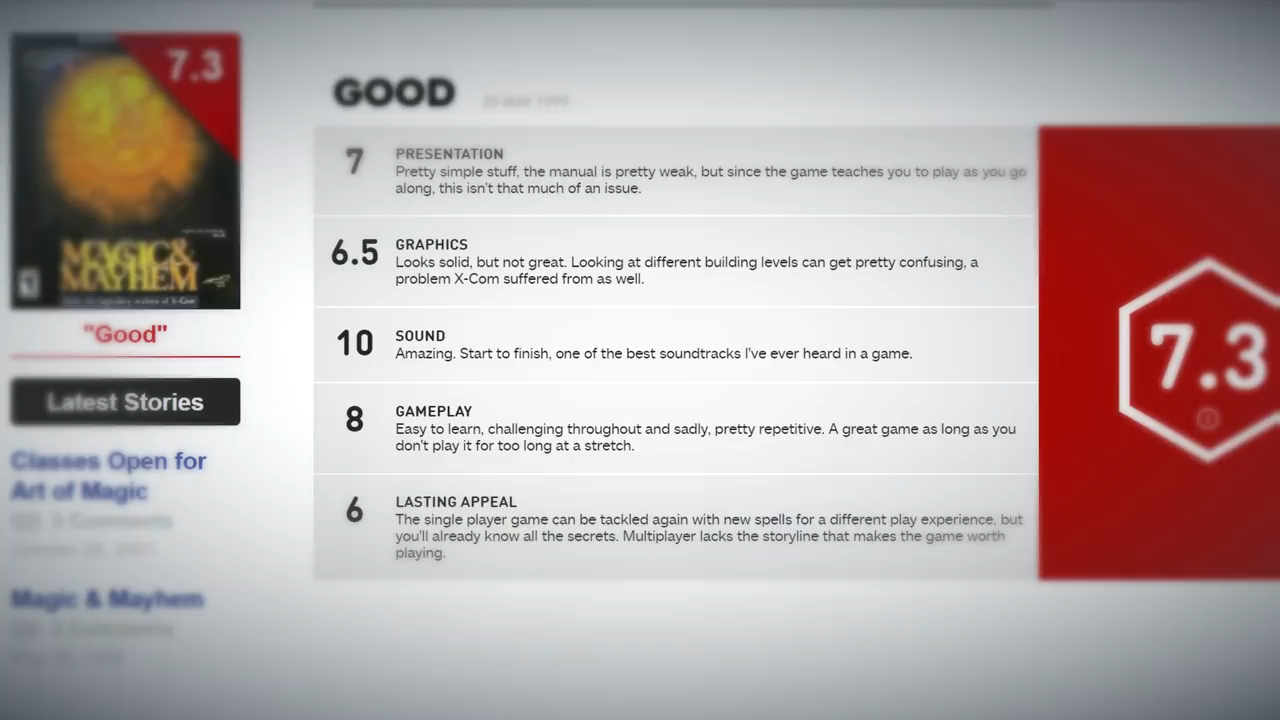 7.3
MAGIC &
MAYHEM
"Good"
Latest Stories
Classes Open for
Art of Magic
0 Comments
Magic & Mayhem
0 Comments
GOOD
7
PRESENTATION
Pretty simple stuff, the manual is pretty weak, but since the game teaches you to play as you go
along, this isn't that much of an issue.
6.5
GRAPHICS
Looks solid, but not great. Looking at different building levels can get pretty confusing, a
problem X-Com suffered from as well.
10
SOUND
Amazing. Start to finish, one of the best soundtracks I've ever heard in a game.
8
GAMEPLAY
Easy to learn, challenging throughout and sadly, pretty repetitive. A great game as long as you
don't play it for too long at a stretch.
6
LASTING APPEAL
The single player game can be tackled again with new spells for a different play experience, but
you'll already know all the secrets. Multiplayer lacks the storyline that makes the game worth
playing.
7.3